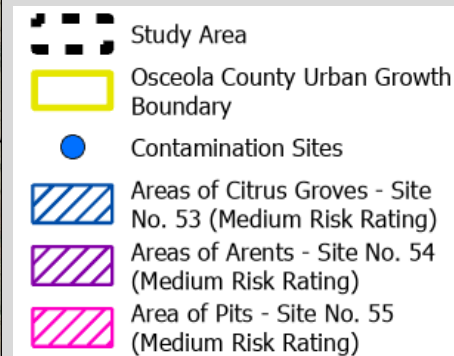 Study Area
Osceola County Urban Growth
Boundary
Contamination Sites
Areas of Citrus Groves - Site
No. 53 (Medium Risk Rating)
Areas of Arents - Site No. 54
(Medium Risk Rating)
Area of Pits - Site No. 55
(Medium Risk Rating)